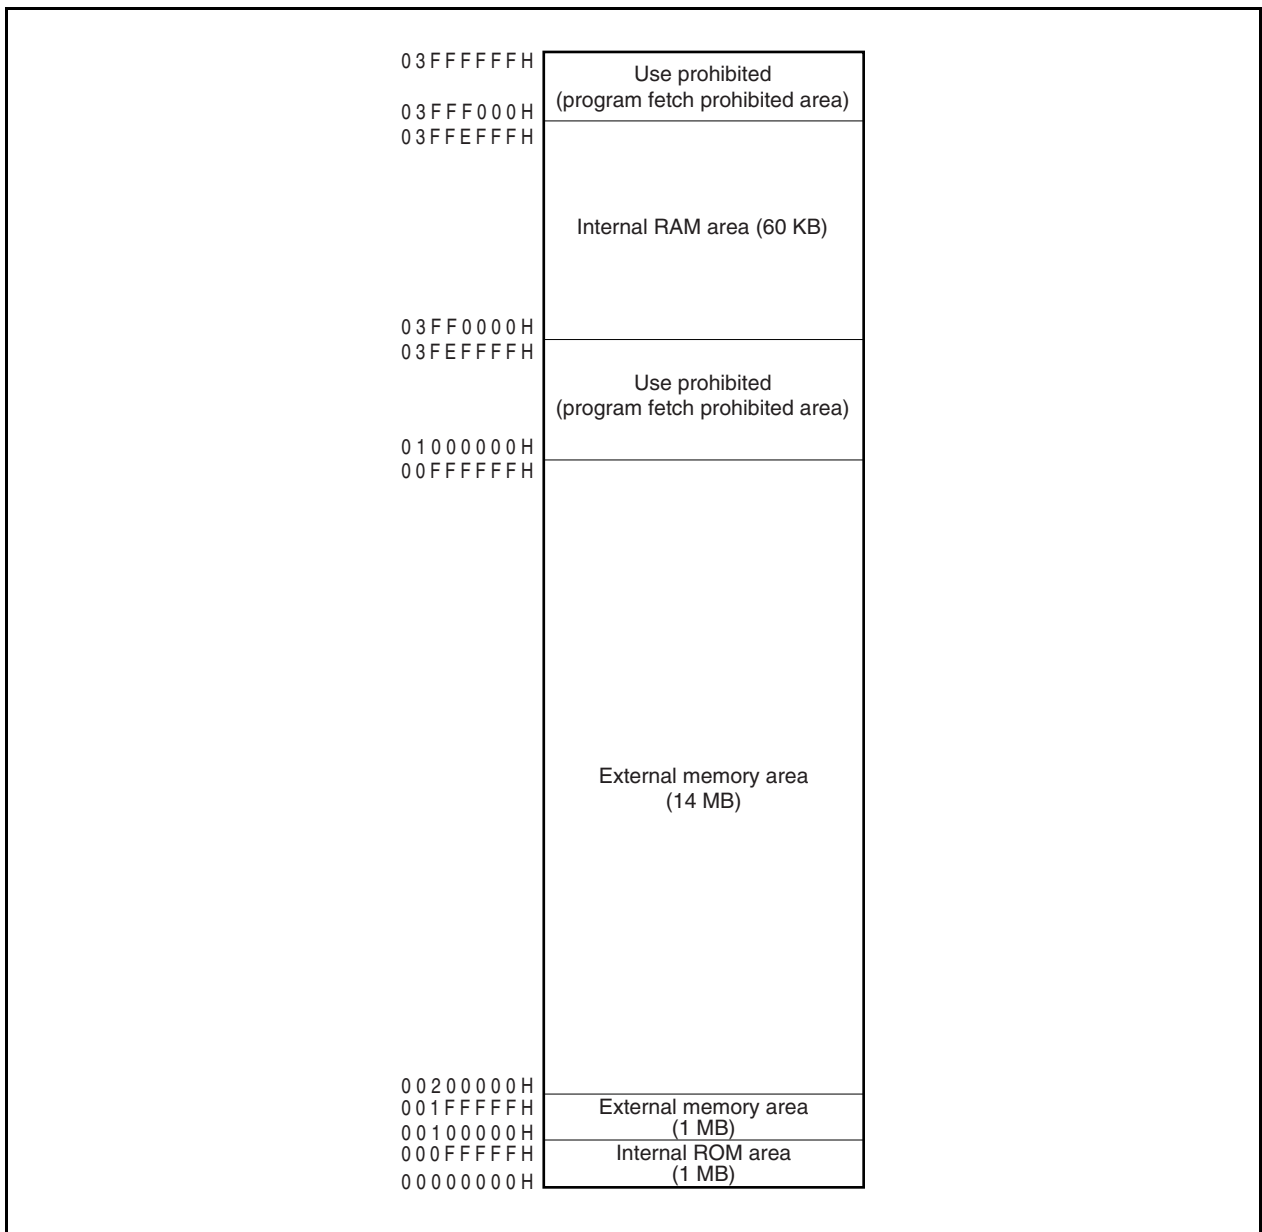 03FFFFFFH
Use prohibited
(program fetch prohibited area)
03FFF000H
03FFEFFFH
Internal RAM area (60 KB)
03FF0000H
03FEFFFFH
Use prohibited
(program fetch prohibited area)
01000000H
00FFFFFFH
External memory area
(14 MB)
00200000H
001FFFFFH
External memory area
(1 MB)
00100000H
000FFFFFH
Internal ROM area
(1 MB)
00000000H